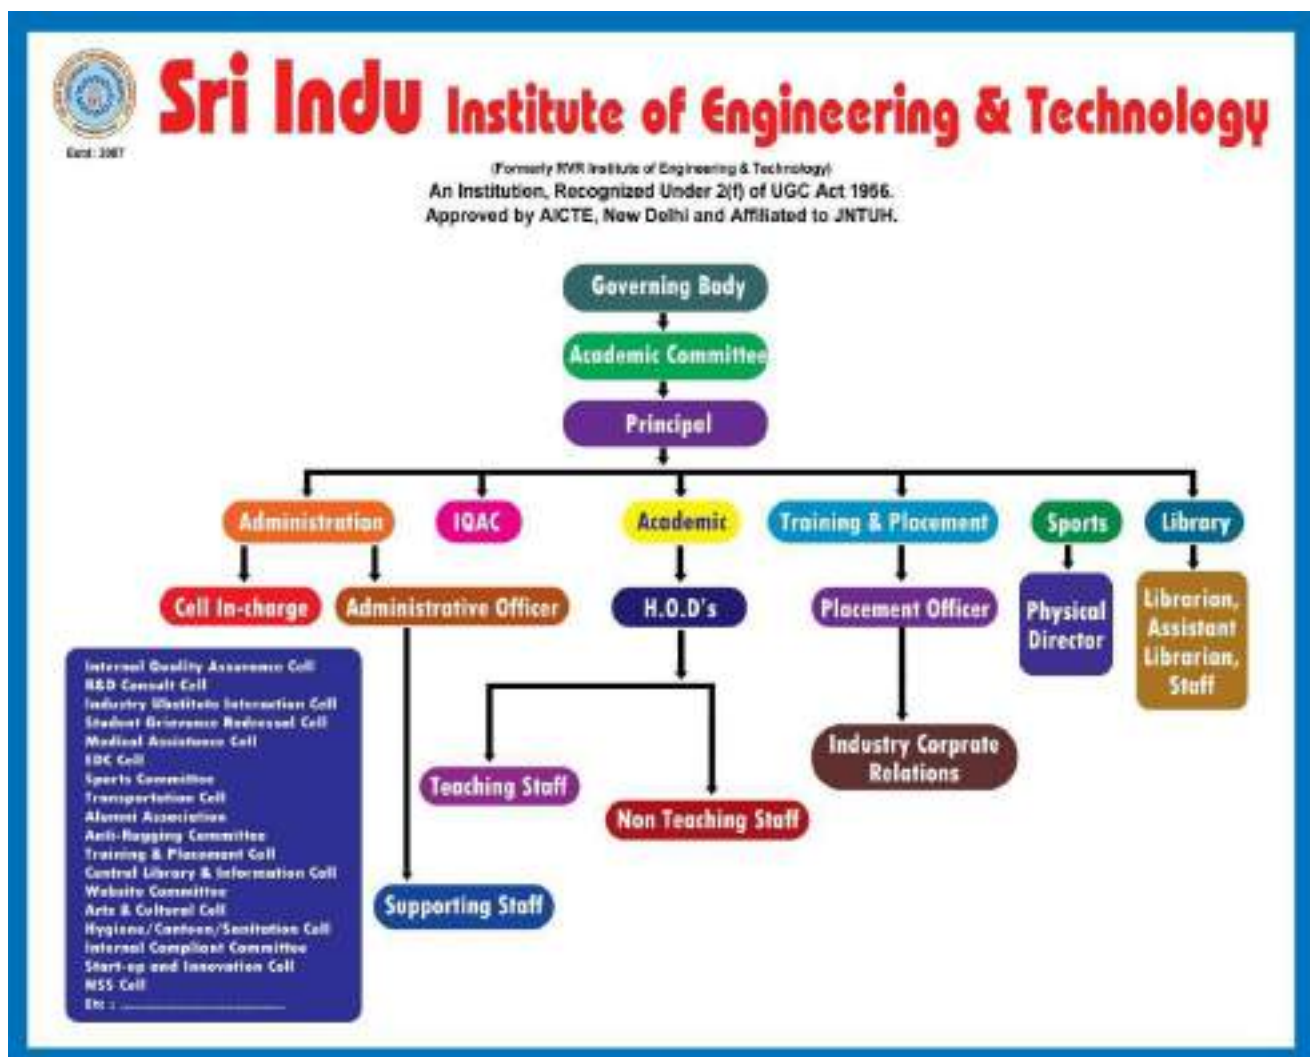 Sri Indu Institute of Engineering & Technology
Estd: 2007
(Formerly RVR Institute of Engineering & Technology)
An Institution, Recognized Under 2(f) of UGC Act 1956.
Approved by AICTE, New Delhi and Affiliated to JNTUH.
Governing Body
Academic Committee
Principal
Administration
IQAC
Academic
Training & Placement
Sports
Library
Cell In-charge
Administrative Officer
H.O.D's
Placement Officer
Physical
Director
Librarian,
Assistant
Librarian,
Staff
Internal Quality Assurance Cell
R&D Consult Cell
Industry Institute Interaction Cell
Student Grievance Redressal Cell
Medical Assistance Cell
EDC Cell
Sports Committee
Transportation Cell
Alumni Association
Anti-Ragging Committee
Training & Placement Cell
Central Library & Information Cell
Website Committee
Arts & Cultural Cell
Hygiene/Canteen/Sanitation Cell
Internal Compliant Committee
Start-up and Innovation Cell
NSS Cell
Etc : ........................................
Teaching Staff
Non Teaching Staff
Industry Corprate
Relations
Supporting Staff